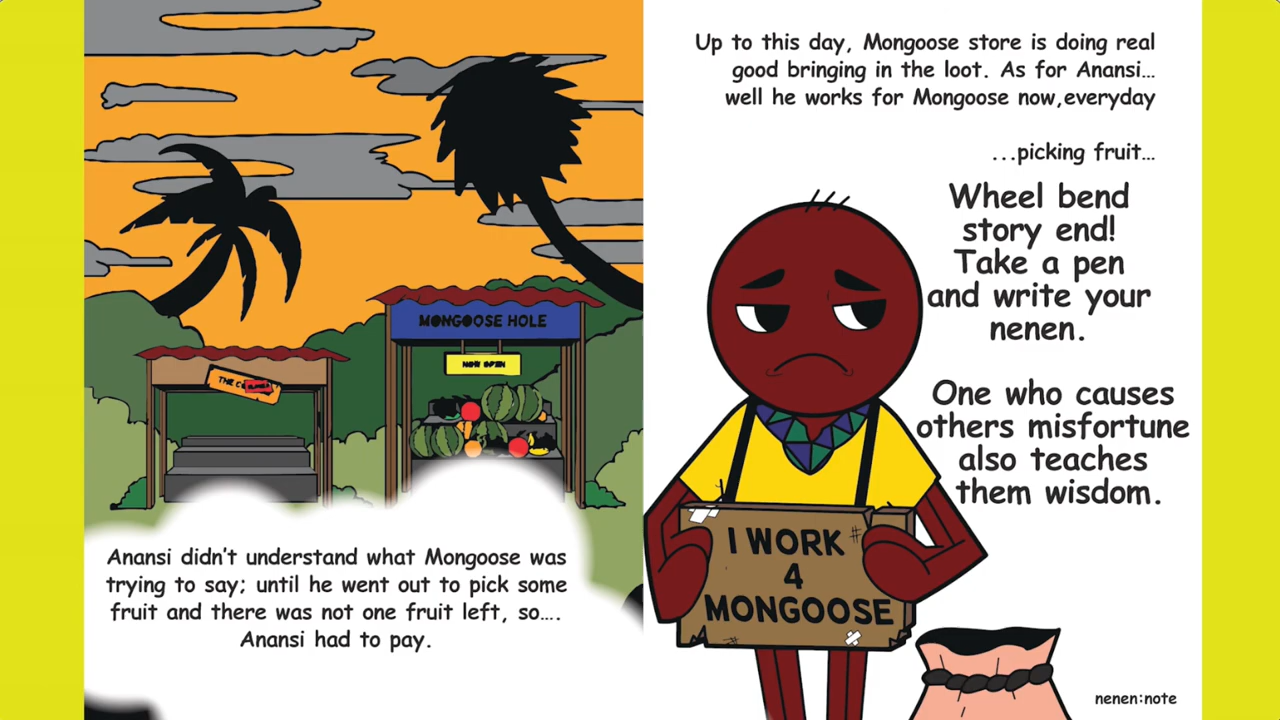 MONGOOSE HOLE
NOW OPEN
THE
Anansi didn't understand what Mongoose was
trying to say; until he went out to pick some
fruit and there was not one fruit left, so....
Anansi had to pay.
Up to this day, Mongoose store is doing real
good bringing in the loot. As for Anansi...
well he works for Mongoose now,everyday
...picking fruit...
Wheel bend
story end!
Take a pen
and write your
nenen.
One who causes
others misfortune
also teaches
them wisdom.
I WORK
4
MONGOOSE
nenen:note